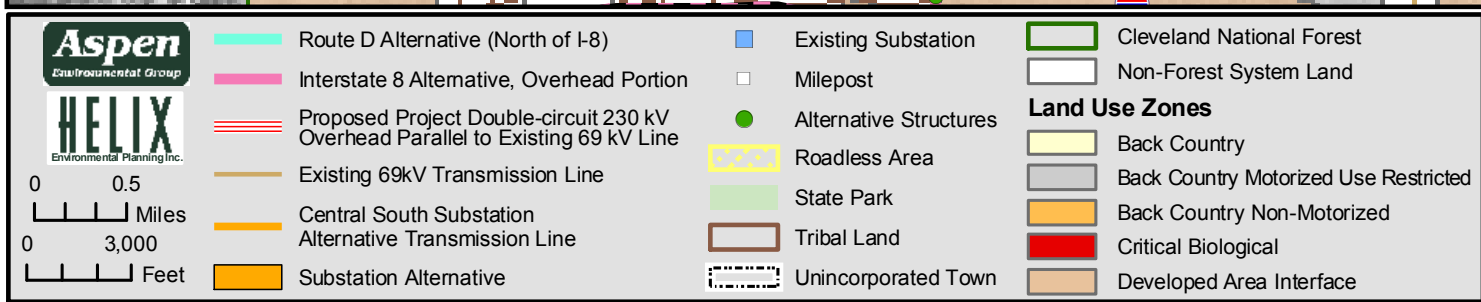 Aspen
Environmental Group
HELIX
Environmental Planning Inc.
0 0.5
Miles
0 3,000
Feet
Route D Alternative (North of I-8)
Interstate 8 Alternative, Overhead Portion
Proposed Project Double-circuit 230 kV
Overhead Parallel to Existing 69 kV Line
Existing 69kV Transmission Line
Central South Substation
Alternative Transmission Line
Substation Alternative
Existing Substation
Milepost
Alternative Structures
Roadless Area
State Park
Tribal Land
Unincorporated Town
Cleveland National Forest
Non-Forest System Land
Land Use Zones
Back Country
Back Country Motorized Use Restricted
Back Country Non-Motorized
Critical Biological
Developed Area Interface